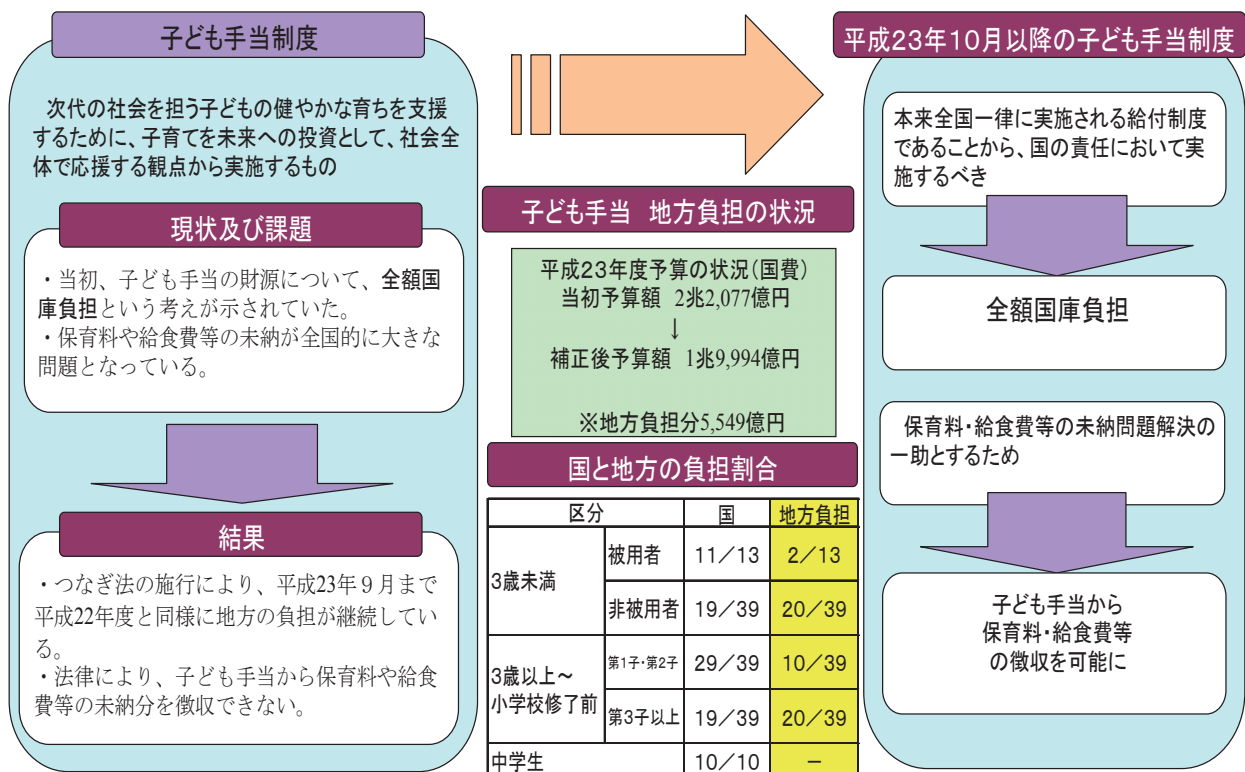 子ども手当制度
次代の社会を担う子どもの健やかな育ちを支援
するために、子育てを未来への投資として、社会全
体で応援する観点から実施するもの
現状及び課題
・当初、子ども手当の財源について、全額国
庫負担という考えが示されていた。
・保育料や給食費等の未納が全国的に大きな
問題となっている。
結果
・つなぎ法の施行により、平成23年9月まで
平成22年度と同様に地方の負担が継続してい
る。
・法律により、子ども手当から保育料や給食
費等の未納分を徴収できない。
子ども手当 地方負担の状況
平成23年度予算の状況(国費)
当初予算額 2兆2,077億円
↓
補正後予算額 1兆9,994億円
※地方負担分5,549億円
国と地方の負担割合
区分 国 地方負担
3歳未満 被用者 11/13 2/13
非被用者 19/39 20/39
3歳以上~
小学校修了前
第1子・第2子 29/39 10/39
第3子以上 19/39 20/39
中学生 10/10 -
平成23年10月以降の子ども手当制度
本来全国一律に実施される給付制度
であることから、国の責任において実
施するべき
全額国庫負担
保育料・給食費等の未納問題解決の
一助とするため
子ども手当から
保育料・給食費等
の徴収を可能に